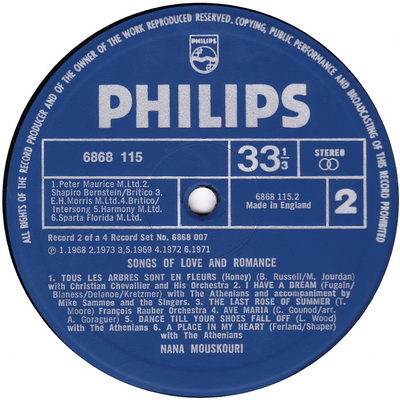 ALL RIGHTS OF THE RECORD PRODUCER AND OF THE OWNER OF THE WORK REPRODUCED RESERVED. COPYING, PUBLIC PERFORMANCE AND BROADCASTING OF THIS RECORD PROHIBITED
PHILIPS
PHILIPS
6868 115
33 1/3
STEREO
1.Peter Maurice M.Ltd.2.
Shapiro Bernstein/Britico 3.
E.H.Morris M.Ltd.4.Britico/
Intersong 5.Harmony M.Ltd.
6.Sparta Florida M.Ltd.
6868 115.2
Made in England
2
Record 2 of a 4 Record Set No. 6868 007
Ⓟ 1.1968 2.1973 3,5.1969 4.1972 6.1971
SONGS OF LOVE AND ROMANCE
1. TOUS LES ARBRES SONT EN FLEURS (Honey) (B. Russell/M. Jourdan)
with Christian Chevallier and His Orchestra 2. I HAVE A DREAM (Fugain/
Blaness/Delanoe/Kretzmer) with The Athenians and accompaniment by
Mike Sammes and the Singers. 3. THE LAST ROSE OF SUMMER (T.
Moore) François Rauber Orchestra 4. AVE MARIA (C. Gounod/arr.
A. Goraguer) 5. DANCE TILL YOUR SHOES FALL OFF (L. Wood)
with The Athenians 6. A PLACE IN MY HEART (Ferland/Shaper)
with The Athenians
NANA MOUSKOURI